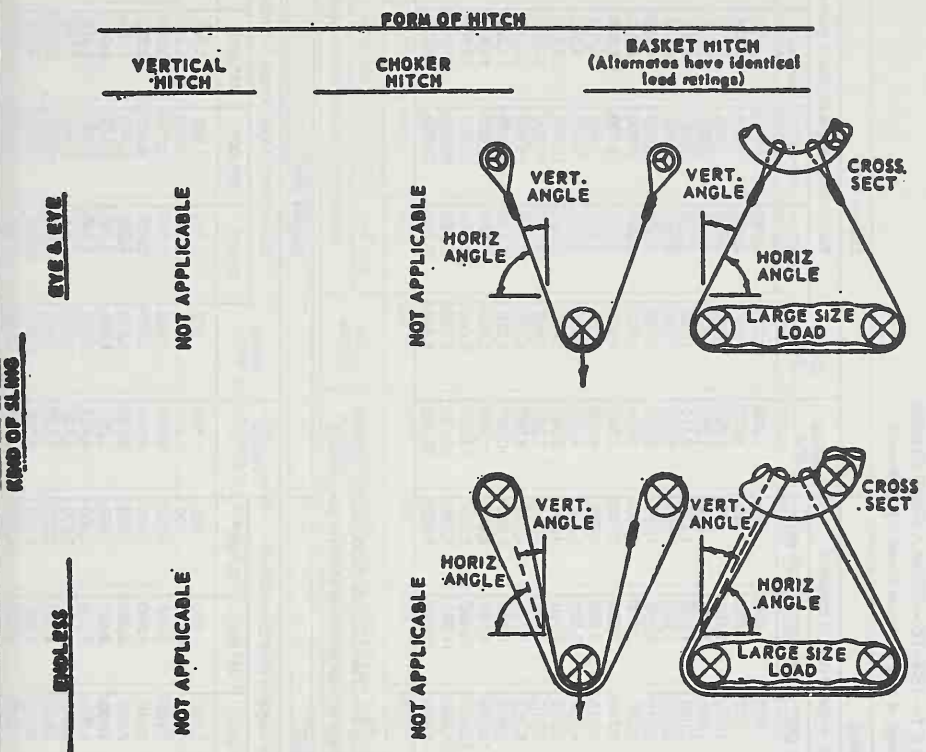 FORM OF HITCH
VERTICAL
HITCH
CHOKER
HITCH
BASKET HITCH
(Alternates have identical
load ratings)
KIND OF SLING
EYE & EYE
NOT APPLICABLE
NOT APPLICABLE
VERT.
ANGLE
HORIZ
ANGLE
VERT.
ANGLE
HORIZ
ANGLE
CROSS.
SECT
LARGE SIZE
LOAD
ENDLESS
NOT APPLICABLE
NOT APPLICABLE
VERT.
ANGLE
HORIZ
ANGLE
VERT.
ANGLE
HORIZ
ANGLE
CROSS
SECT
LARGE SIZE
LOAD